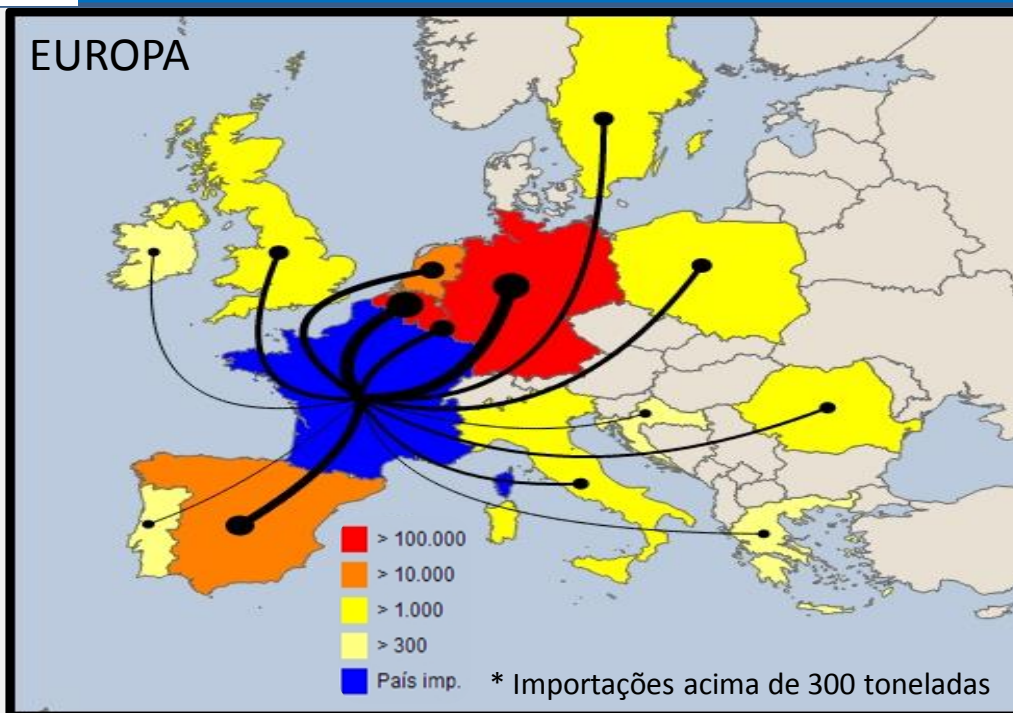 EUROPA
> 100.000
> 10.000
> 1.000
> 300
País imp.
* Importações acima de 300 toneladas